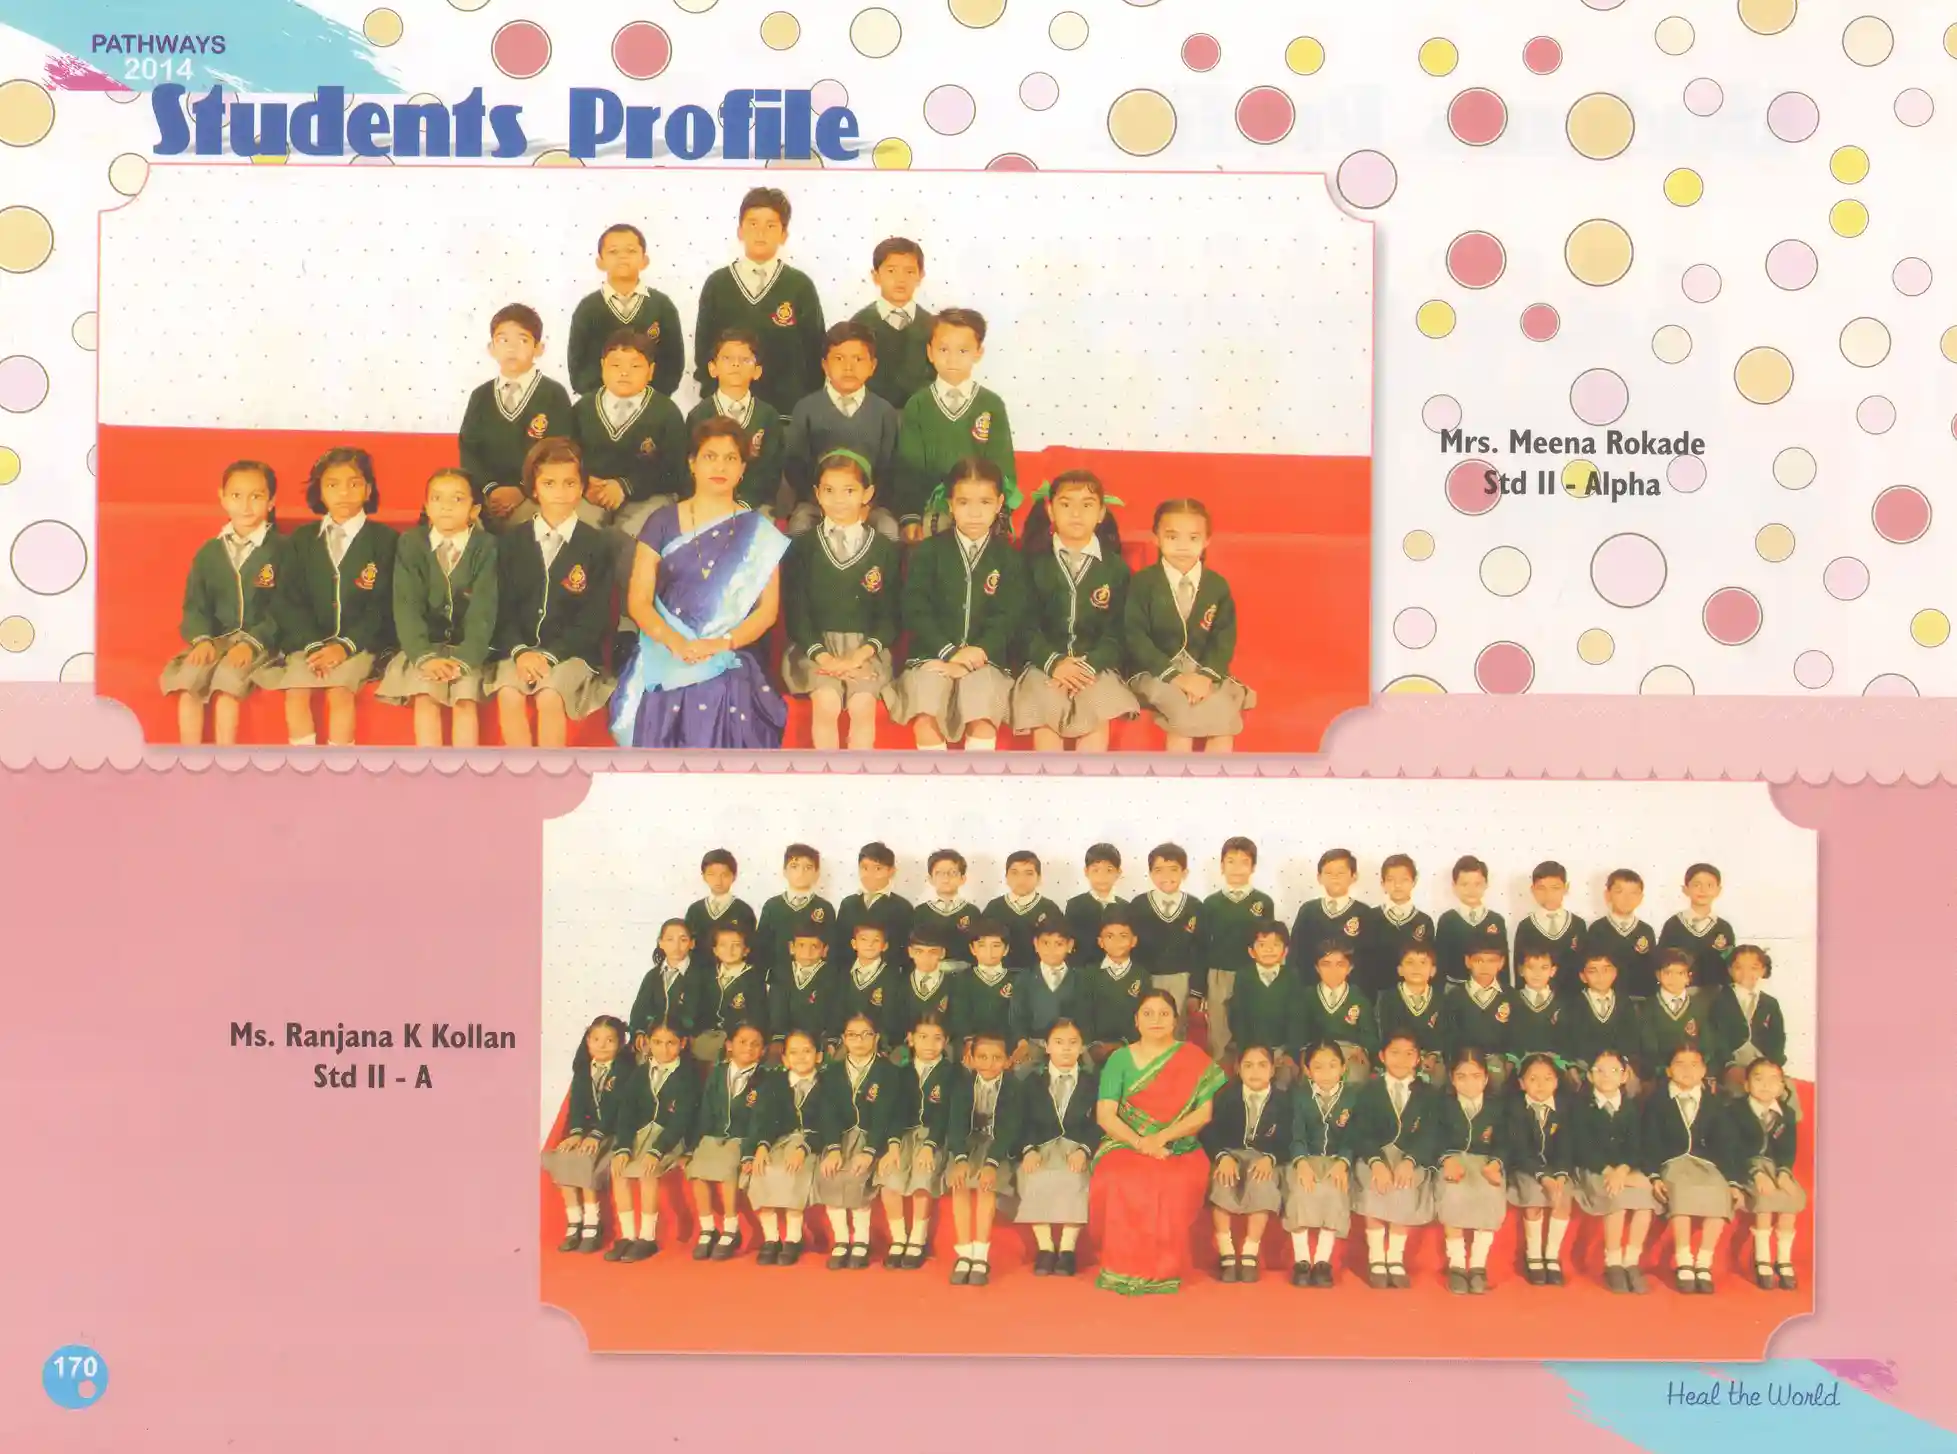 PATHWAYS
2014
Students Profile
Mrs. Meena Rokade
Std II - Alpha
Ms. Ranjana K Kollan
Std II - A
170
Heal the World